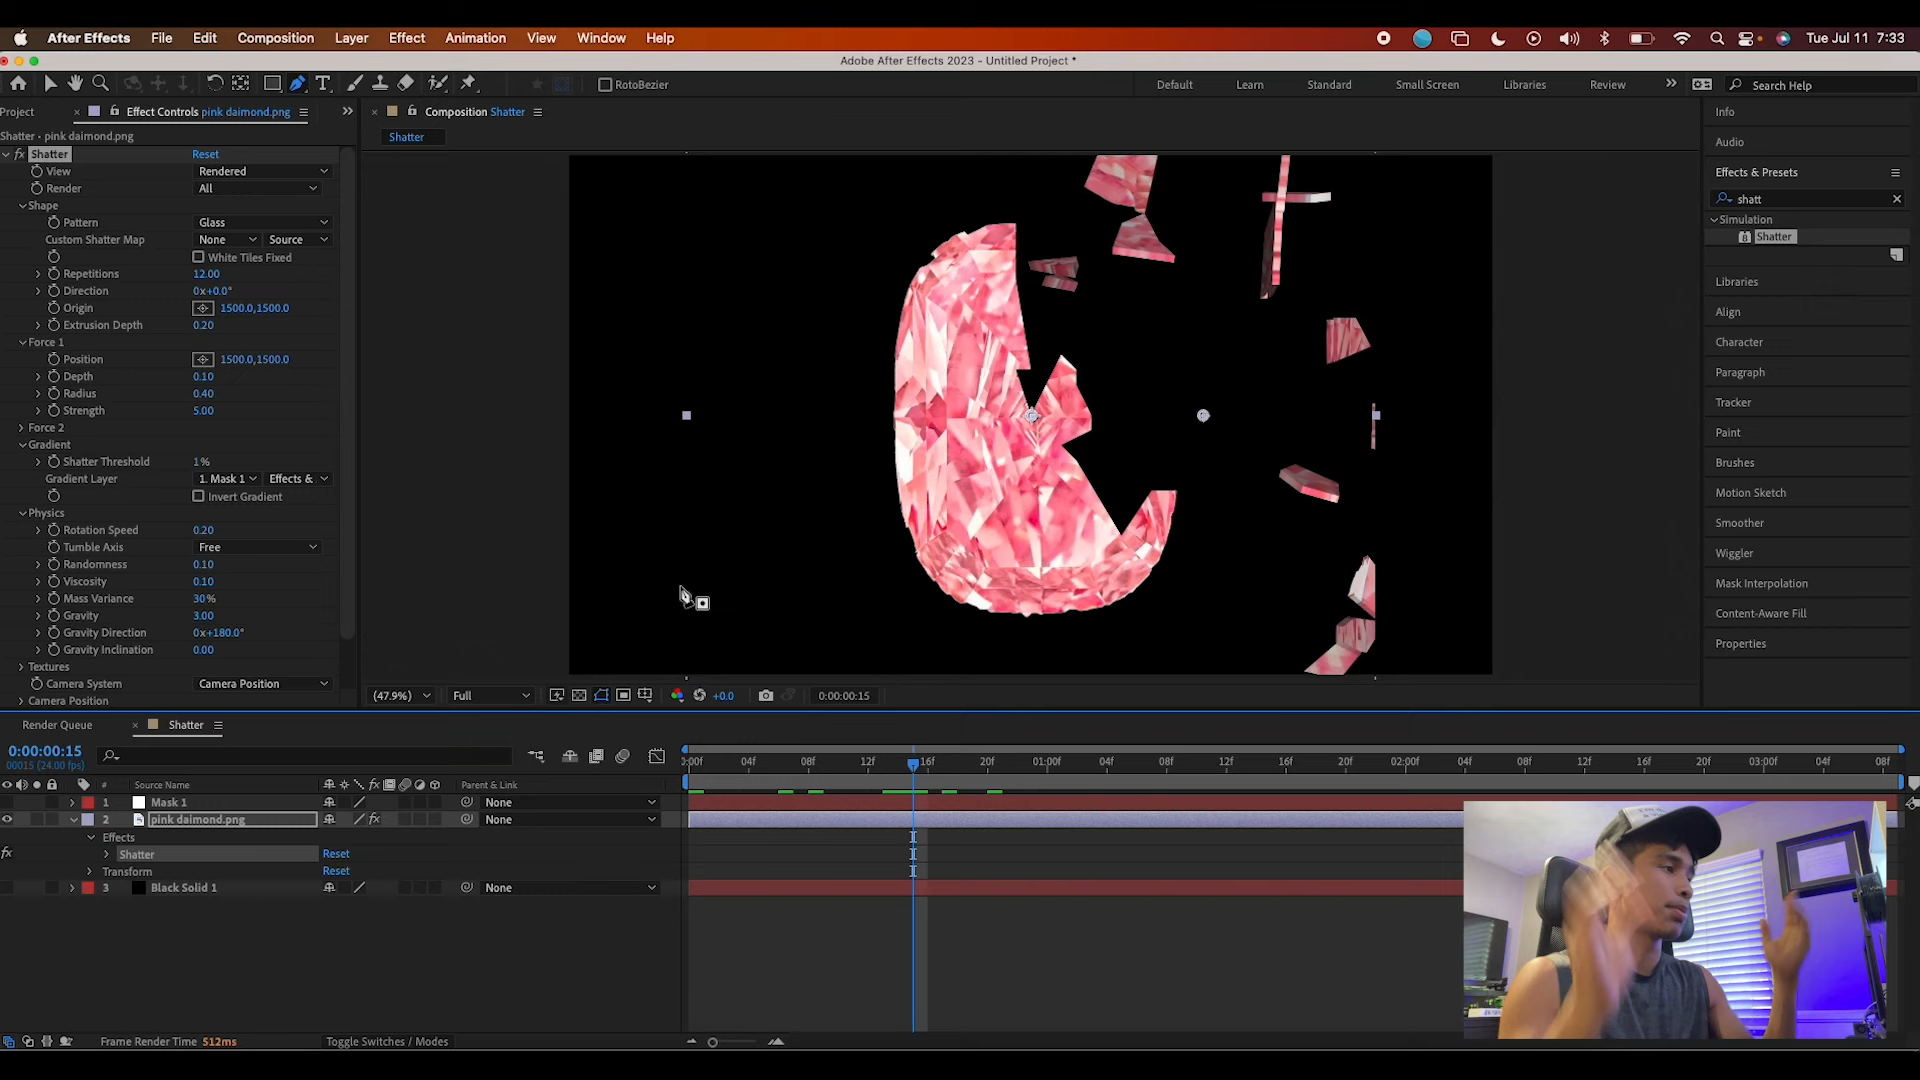 After Effects File Edit Composition Layer Effect Animation View Window Help Tue Jul 11 7:33
Adobe After Effects 2023 - Untitled Project *
RotoBezier Default Learn Standard Small Screen Libraries Review Search Help
Project Effect Controls pink daimond.png Composition Shatter Info
Shatter • pink daimond.png Shatter
fx Shatter Reset Audio
View Rendered
Render All Effects & Presets
Shape
Pattern Glass shatt
Custom Shatter Map None Source Simulation
White Tiles Fixed 8 Shatter
Repetitions 12.00
Direction 0x+0.0° Libraries
Origin 1500.0,1500.0
Extrusion Depth 0.20 Align
Force 1 Character
Position 1500.0,1500.0
Depth 0.10 Paragraph
Radius 0.40 Tracker
Strength 5.00
Force 2 Paint
Gradient
Shatter Threshold 1% Brushes
Gradient Layer 1. Mask 1 Effects &
Invert Gradient Motion Sketch
Physics Smoother
Rotation Speed 0.20
Tumble Axis Free Wiggler
Randomness 0.10
Viscosity 0.10 Mask Interpolation
Mass Variance 30%
Gravity 3.00 Content-Aware Fill
Gravity Direction 0x+180.0°
Gravity Inclination 0.00 Properties
Textures
Camera System Camera Position
Camera Position (47.9%) Full +0.0 0:00:00:15
Render Queue Shatter
0:00:00:15
00015 (24.00 fps) :00f 04f 08f 12f 16f 20f 01:00f 04f 08f 12f 16f 20f 02:00f 04f 08f 12f 16f 20f 03:00f 04f 08f
# Source Name fx Parent & Link
1 Mask 1 None
2 pink daimond.png fx None
Effects
fx Shatter Reset
Transform Reset
3 Black Solid 1 None
Frame Render Time 512ms Toggle Switches / Modes